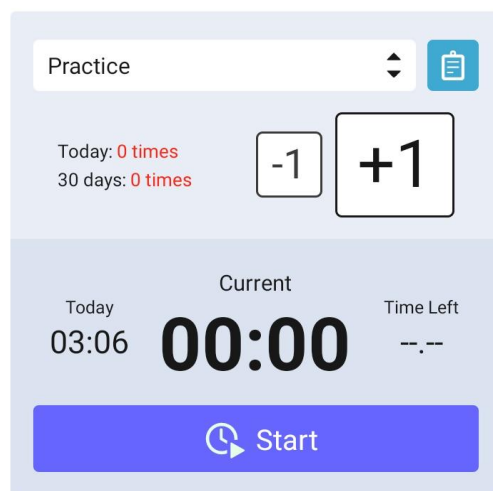 Practice
Today: 0 times
30 days: 0 times
-1
+1
Current
Today
Time Left
03:06
00:00
--.--
Start